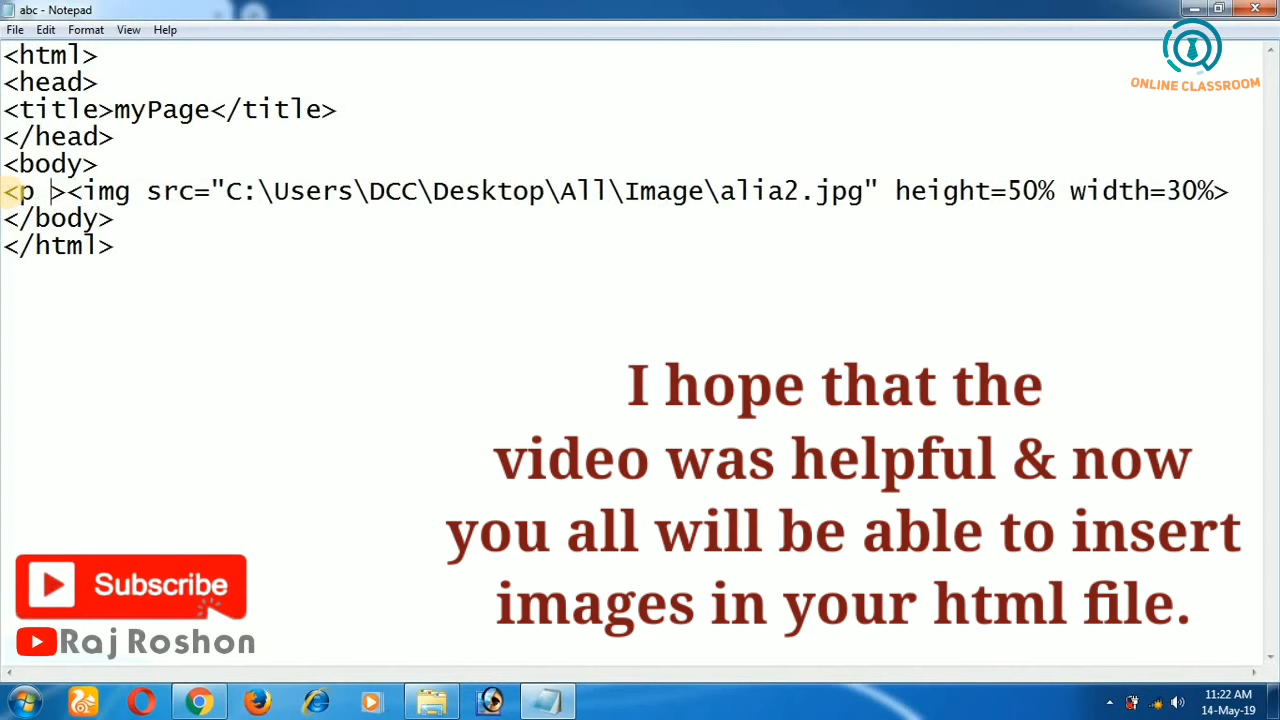 abc - Notepad
File Edit Format View Help
ONLINE CLASSROOM
<html>
<head>
<title>myPage</title>
</head>
<body>
<p ><img src="C:\Users\DCC\Desktop\All\Image\alia2.jpg" height=50% width=30%>
</body>
</html>
I hope that the
video was helpful & now
you all will be able to insert
images in your html file.
Subscribe
Raj Roshon
11:22 AM
14-May-19